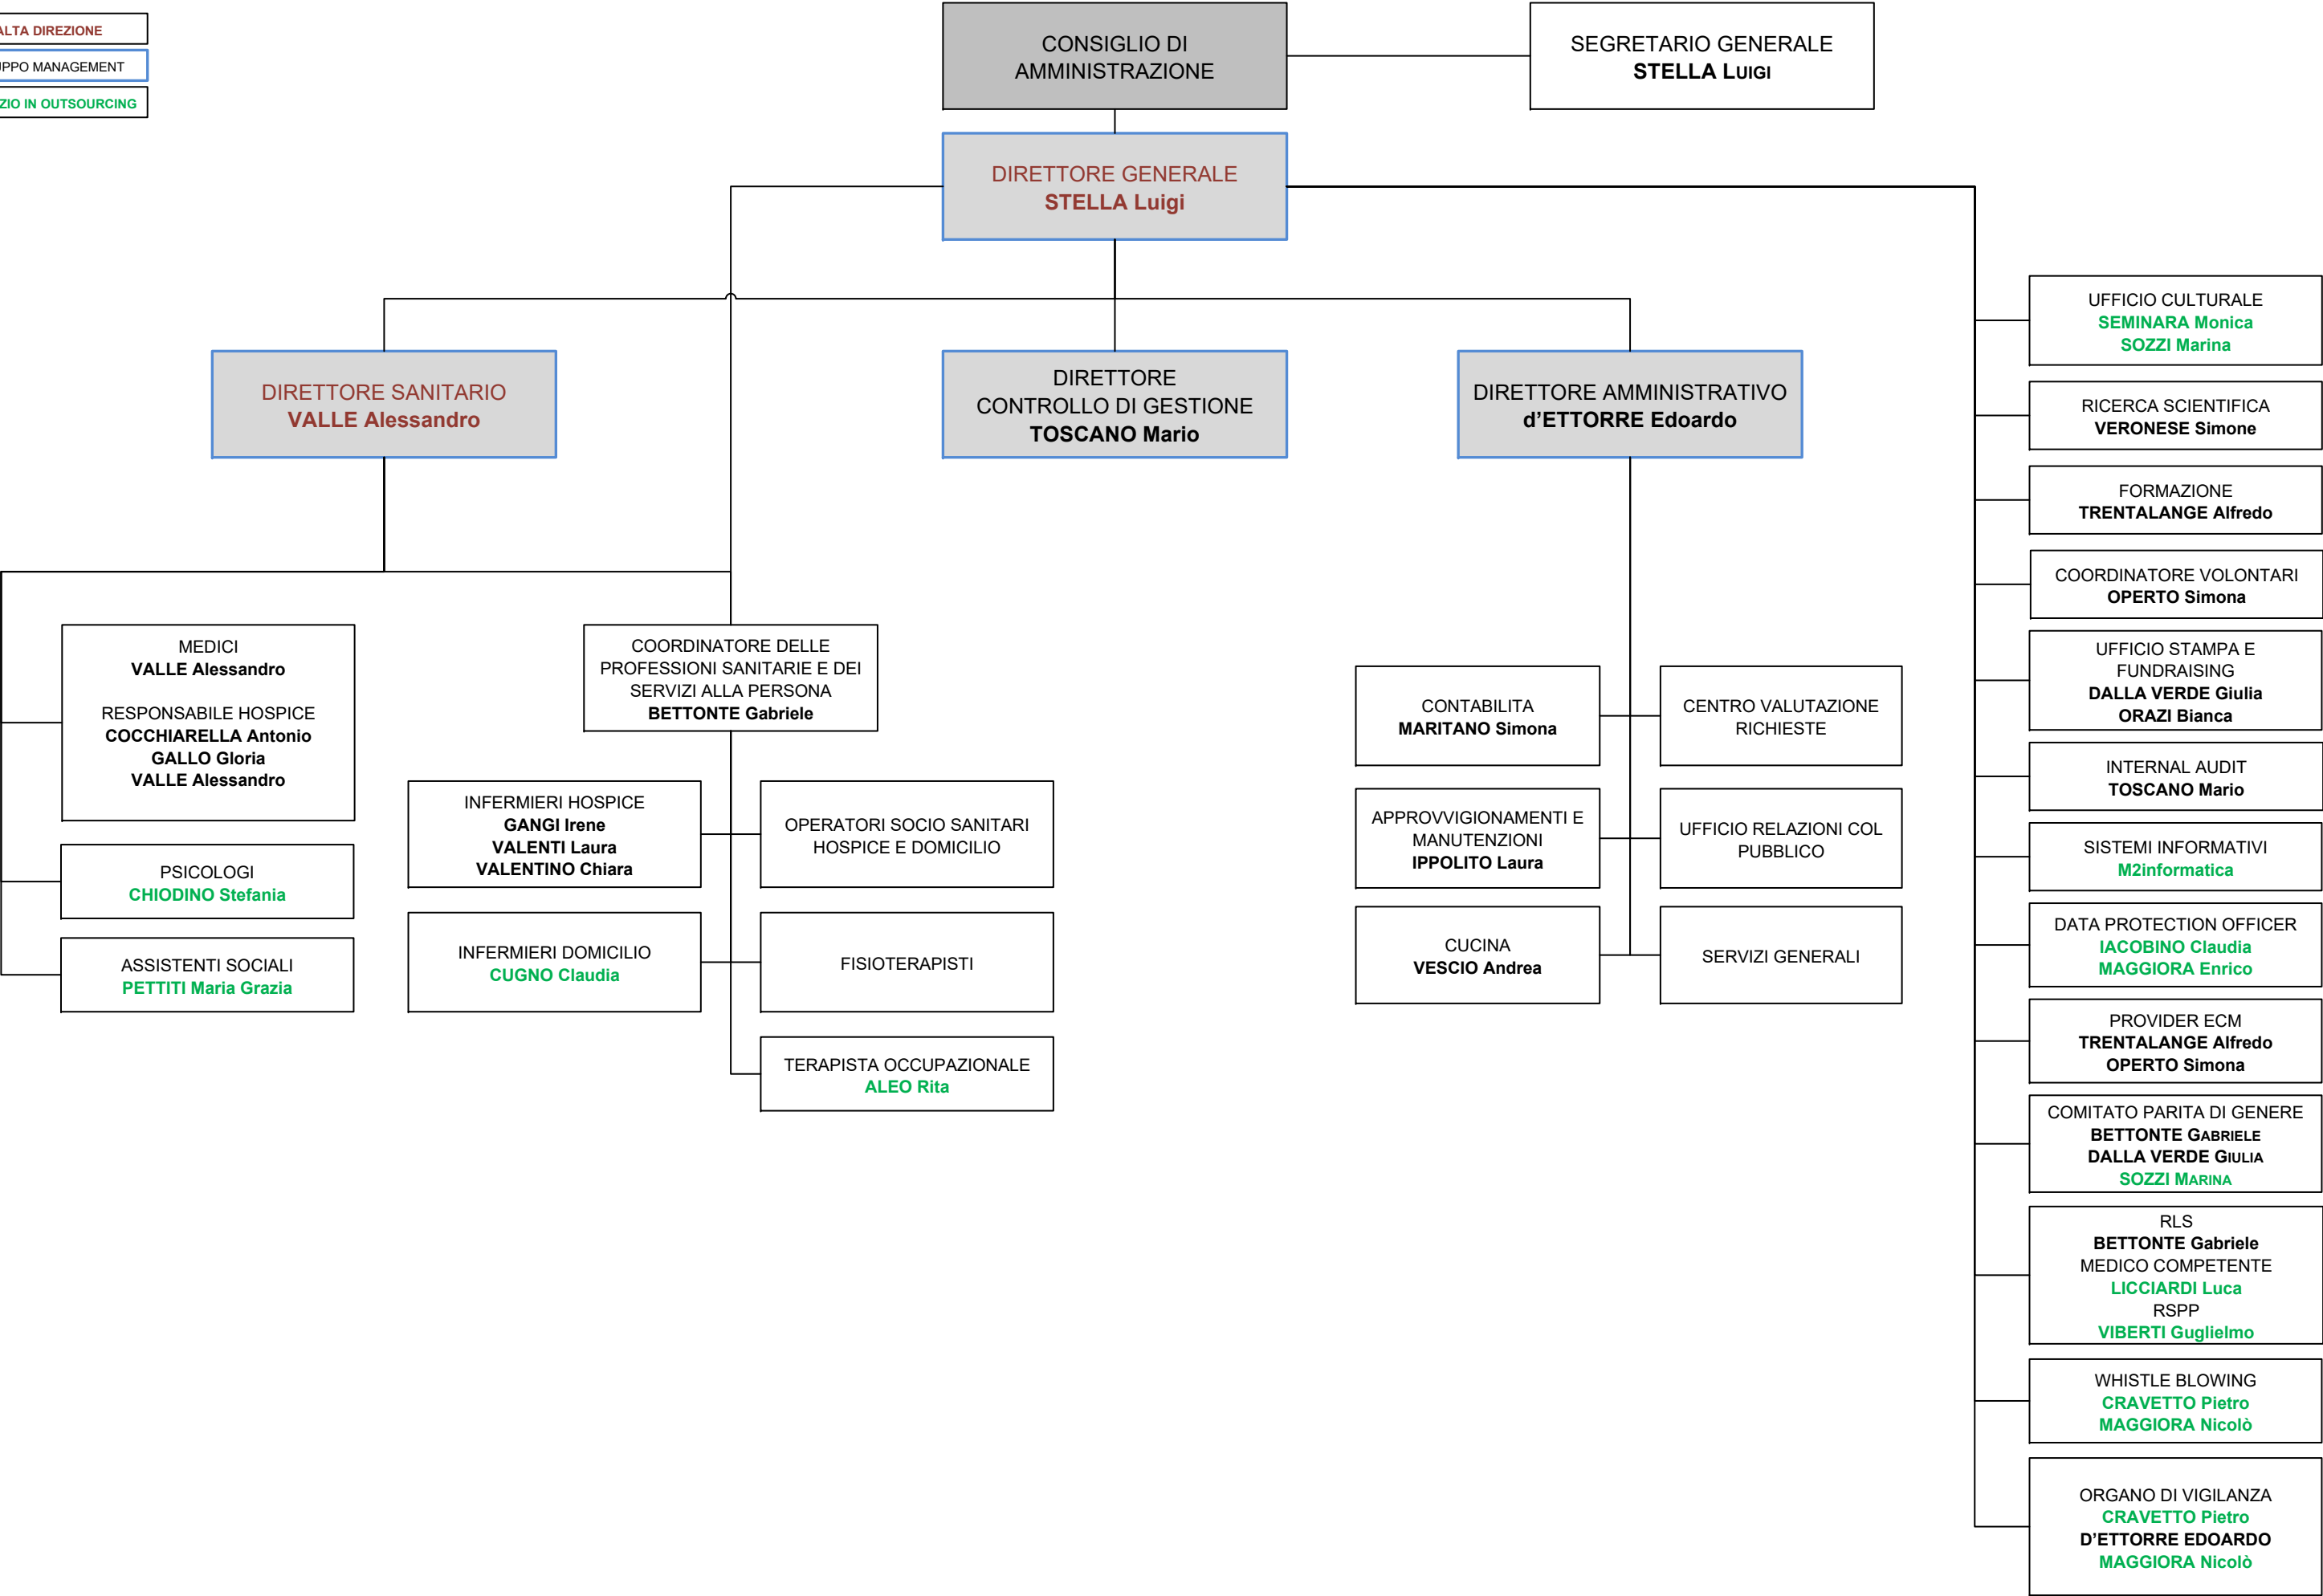 ALTA DIREZIONE
UPPO MANAGEMENT
ZIO IN OUTSOURCING
CONSIGLIO DI
AMMINISTRAZIONE
SEGRETARIO GENERALE
STELLA LUIGI
DIRETTORE GENERALE
STELLA Luigi
DIRETTORE SANITARIO
VALLE Alessandro
DIRETTORE
CONTROLLO DI GESTIONE
TOSCANO Mario
DIRETTORE AMMINISTRATIVO
d'ETTORRE Edoardo
MEDICI
VALLE Alessandro
RESPONSABILE HOSPICE
COCCHIARELLA Antonio
GALLO Gloria
VALLE Alessandro
PSICOLOGI
CHIODINO Stefania
ASSISTENTI SOCIALI
PETTITI Maria Grazia
COORDINATORE DELLE
PROFESSIONI SANITARIE E DEI
SERVIZI ALLA PERSONA
BETTONTE Gabriele
INFERMIERI HOSPICE
GANGI Irene
VALENTI Laura
VALENTINO Chiara
OPERATORI SOCIO SANITARI
HOSPICE E DOMICILIO
INFERMIERI DOMICILIO
CUGNO Claudia
FISIOTERAPISTI
TERAPISTA OCCUPAZIONALE
ALEO Rita
CONTABILITA
MARITANO Simona
CENTRO VALUTAZIONE
RICHIESTE
APPROVVIGIONAMENTI E
MANUTENZIONI
IPPOLITO Laura
UFFICIO RELAZIONI COL
PUBBLICO
CUCINA
VESCIO Andrea
SERVIZI GENERALI
UFFICIO CULTURALE
SEMINARA Monica
SOZZI Marina
RICERCA SCIENTIFICA
VERONESE Simone
FORMAZIONE
TRENTALANGE Alfredo
COORDINATORE VOLONTARI
OPERTO Simona
UFFICIO STAMPA E
FUNDRAISING
DALLA VERDE Giulia
ORAZI Bianca
INTERNAL AUDIT
TOSCANO Mario
SISTEMI INFORMATIVI
M2informatica
DATA PROTECTION OFFICER
IACOBINO Claudia
MAGGIORA Enrico
PROVIDER ECM
TRENTALANGE Alfredo
OPERTO Simona
COMITATO PARITA DI GENERE
BETTONTE GABRIELE
DALLA VERDE GIULIA
SOZZI MARINA
RLS
BETTONTE Gabriele
MEDICO COMPETENTE
LICCIARDI Luca
RSPP
VIBERTI Guglielmo
WHISTLE BLOWING
CRAVETTO Pietro
MAGGIORA Nicolò
ORGANO DI VIGILANZA
CRAVETTO Pietro
D'ETTORRE EDOARDO
MAGGIORA Nicolò